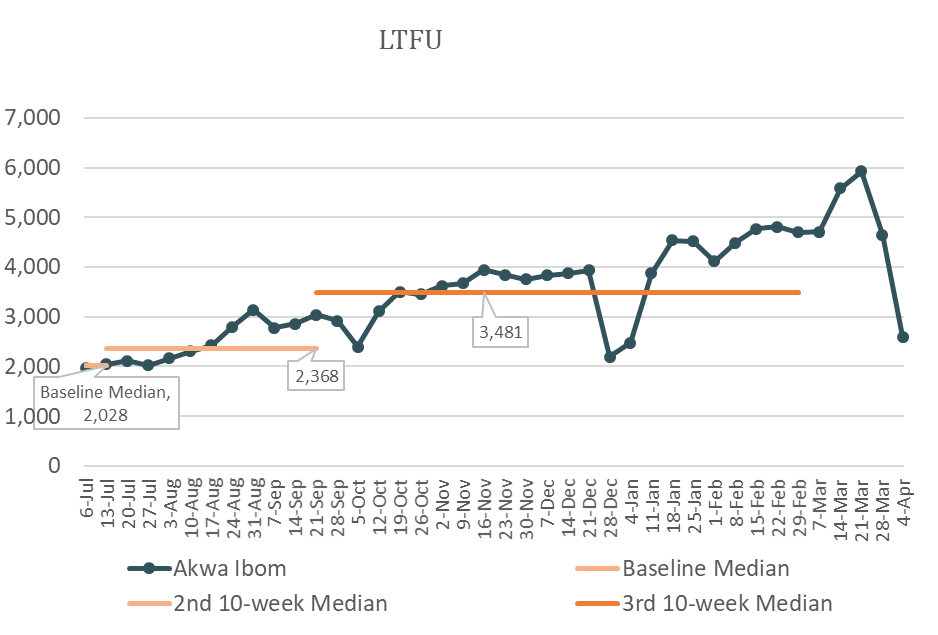 LTFU
7,000
6,000
5,000
4,000
3,000
2,000
1,000
0
Baseline Median,
2,028
2,368
3,481
6-Jul
13-Jul
20-Jul
27-Jul
3-Aug
10-Aug
17-Aug
24-Aug
31-Aug
7-Sep
14-Sep
21-Sep
28-Sep
5-Oct
12-Oct
19-Oct
26-Oct
2-Nov
9-Nov
16-Nov
23-Nov
30-Nov
7-Dec
14-Dec
21-Dec
28-Dec
4-Jan
11-Jan
18-Jan
25-Jan
1-Feb
8-Feb
15-Feb
22-Feb
29-Feb
7-Mar
14-Mar
21-Mar
28-Mar
4-Apr
Akwa Ibom
Baseline Median
2nd 10-week Median
3rd 10-week Median